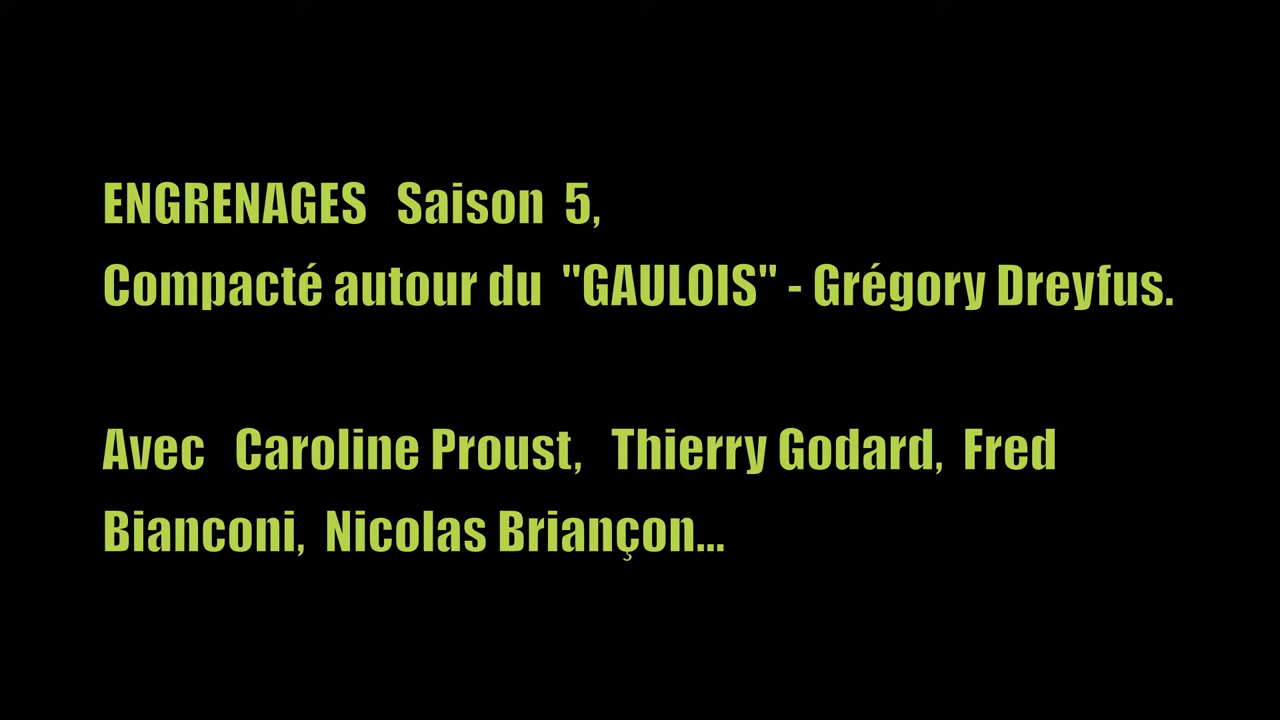 ENGRENAGES Saison 5,
Compacté autour du "GAULOIS" - Grégory Dreyfus.
Avec Caroline Proust, Thierry Godard, Fred
Bianconi, Nicolas Briançon...